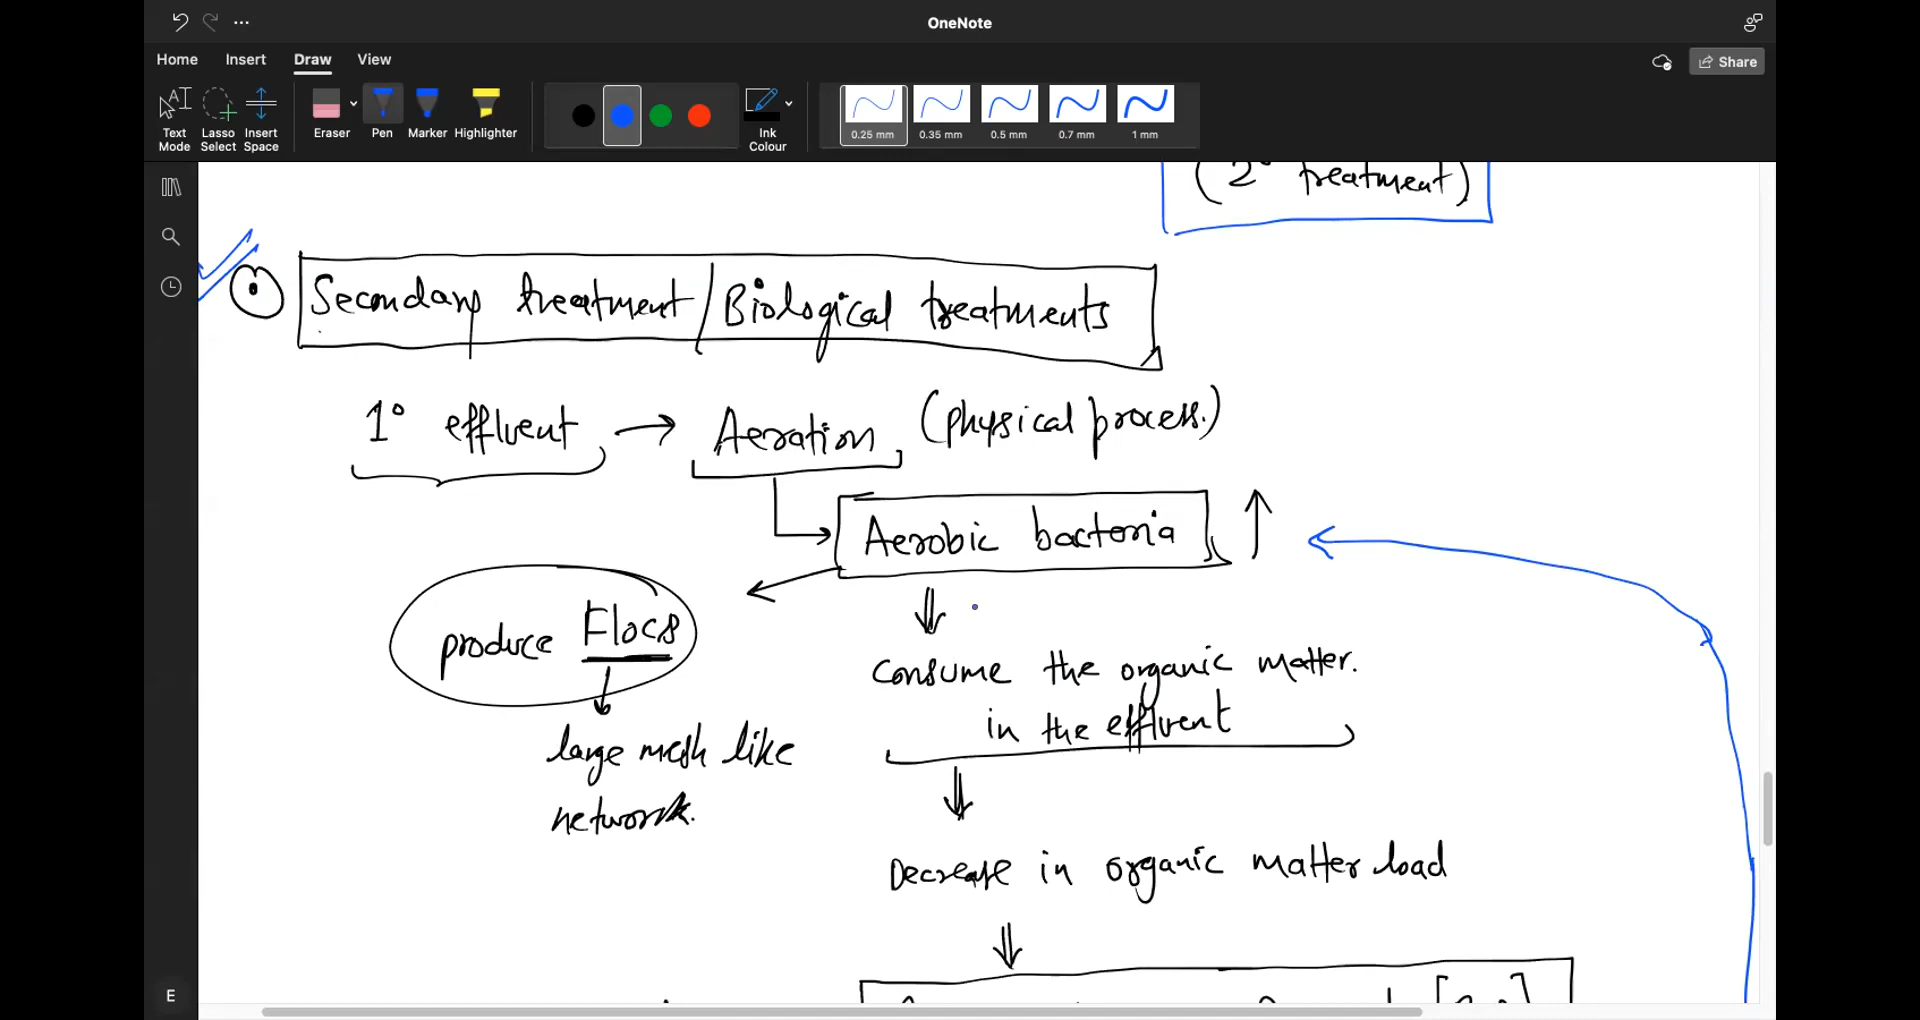 OneNote
Home Insert Draw View
Share
Text Mode
Lasso Select
Insert Space
Eraser
Pen
Marker
Highlighter
Ink Colour
0.25 mm
0.35 mm
0.5 mm
0.7 mm
1 mm
(2° treatment)
Secondary treatment/Biological treatments
1° effluent → Aeration (physical process.)
Aerobic bacteria ↑
produce Flocs
large mesh like
network.
Consume the organic matter.
in the effluent
Decrease in organic matter load
E